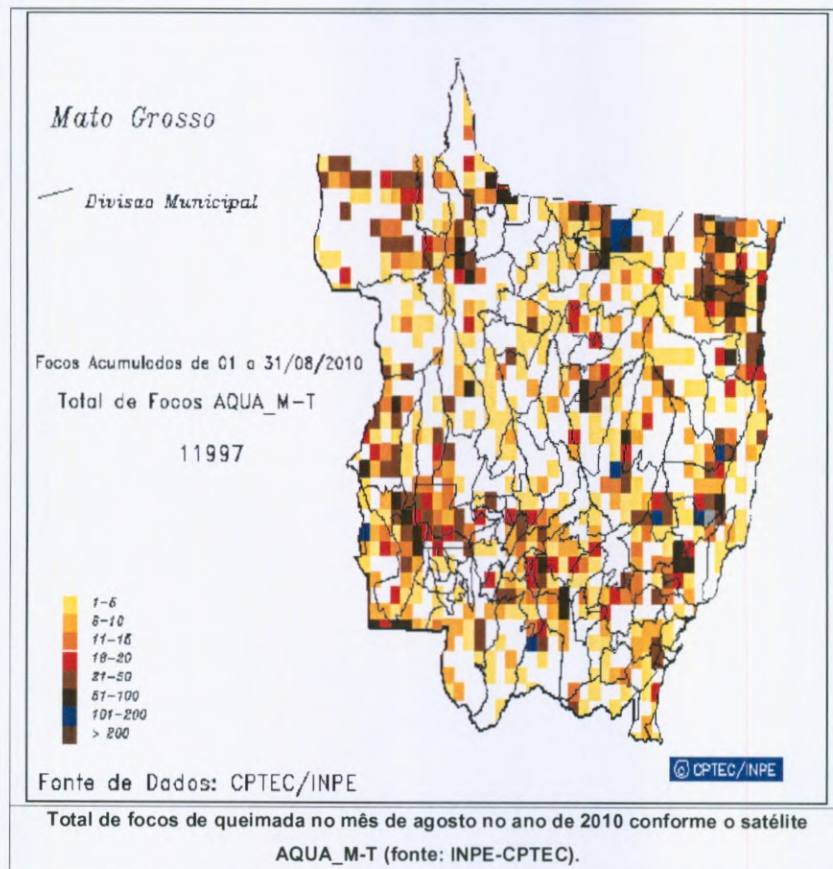 Mato Grosso
Divisao Municipal
Focos Acumulados de 01 a 31/08/2010
Total de Focos AQUA_M-T
11997
1-5
6-10
11-15
16-20
21-50
51-100
101-200
> 200
Fonte de Dados: CPTEC/INPE
CPTEC/INPE
Total de focos de queimada no mês de agosto no ano de 2010 conforme o satélite
AQUA_M-T (fonte: INPE-CPTEC).